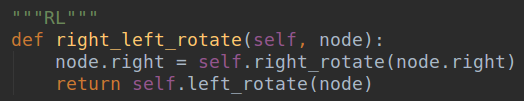 """RL"""
def right_left_rotate(self, node):
    node.right = self.right_rotate(node.right)
    return self.left_rotate(node)